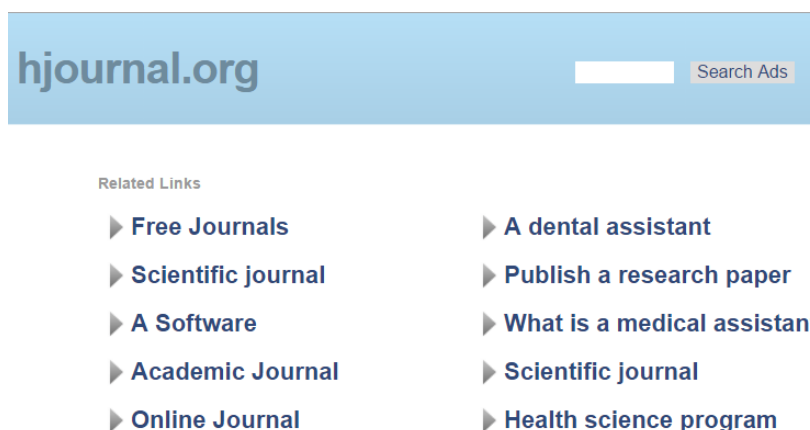 hjournal.org
Search Ads
Related Links
Free Journals
A dental assistant
Scientific journal
Publish a research paper
A Software
What is a medical assistan
Academic Journal
Scientific journal
Online Journal
Health science program